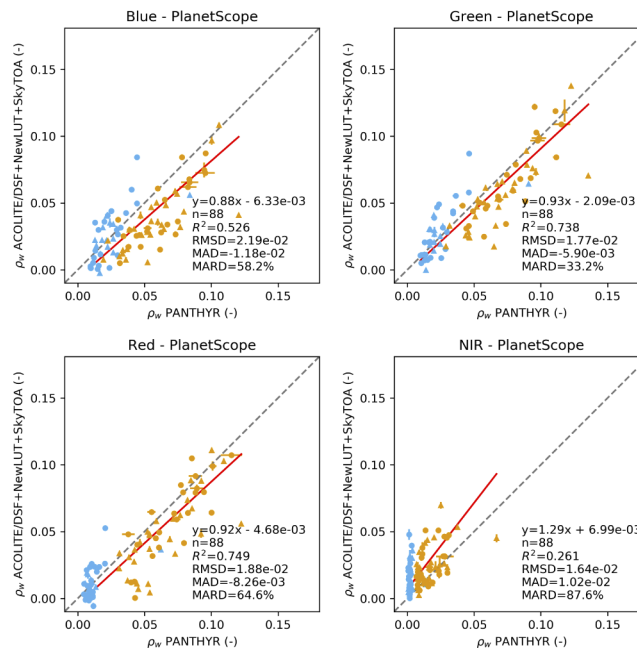 Blue - PlanetScope
ρw ACOLITE/DSF+NewLUT+SkyTOA (-)
0.15
0.10
0.05
0.00
y=0.88x - 6.33e-03
n=88
R²=0.526
RMSD=2.19e-02
MAD=-1.18e-02
MARD=58.2%
0.00 0.05 0.10 0.15
ρw PANTHYR (-)
Green - PlanetScope
ρw ACOLITE/DSF+NewLUT+SkyTOA (-)
0.15
0.10
0.05
0.00
y=0.93x - 2.09e-03
n=88
R²=0.738
RMSD=1.77e-02
MAD=-5.90e-03
MARD=33.2%
0.00 0.05 0.10 0.15
ρw PANTHYR (-)
Red - PlanetScope
ρw ACOLITE/DSF+NewLUT+SkyTOA (-)
0.15
0.10
0.05
0.00
y=0.92x - 4.68e-03
n=88
R²=0.749
RMSD=1.88e-02
MAD=-8.26e-03
MARD=64.6%
0.00 0.05 0.10 0.15
ρw PANTHYR (-)
NIR - PlanetScope
ρw ACOLITE/DSF+NewLUT+SkyTOA (-)
0.15
0.10
0.05
0.00
y=1.29x + 6.99e-03
n=88
R²=0.261
RMSD=1.64e-02
MAD=1.02e-02
MARD=87.6%
0.00 0.05 0.10 0.15
ρw PANTHYR (-)